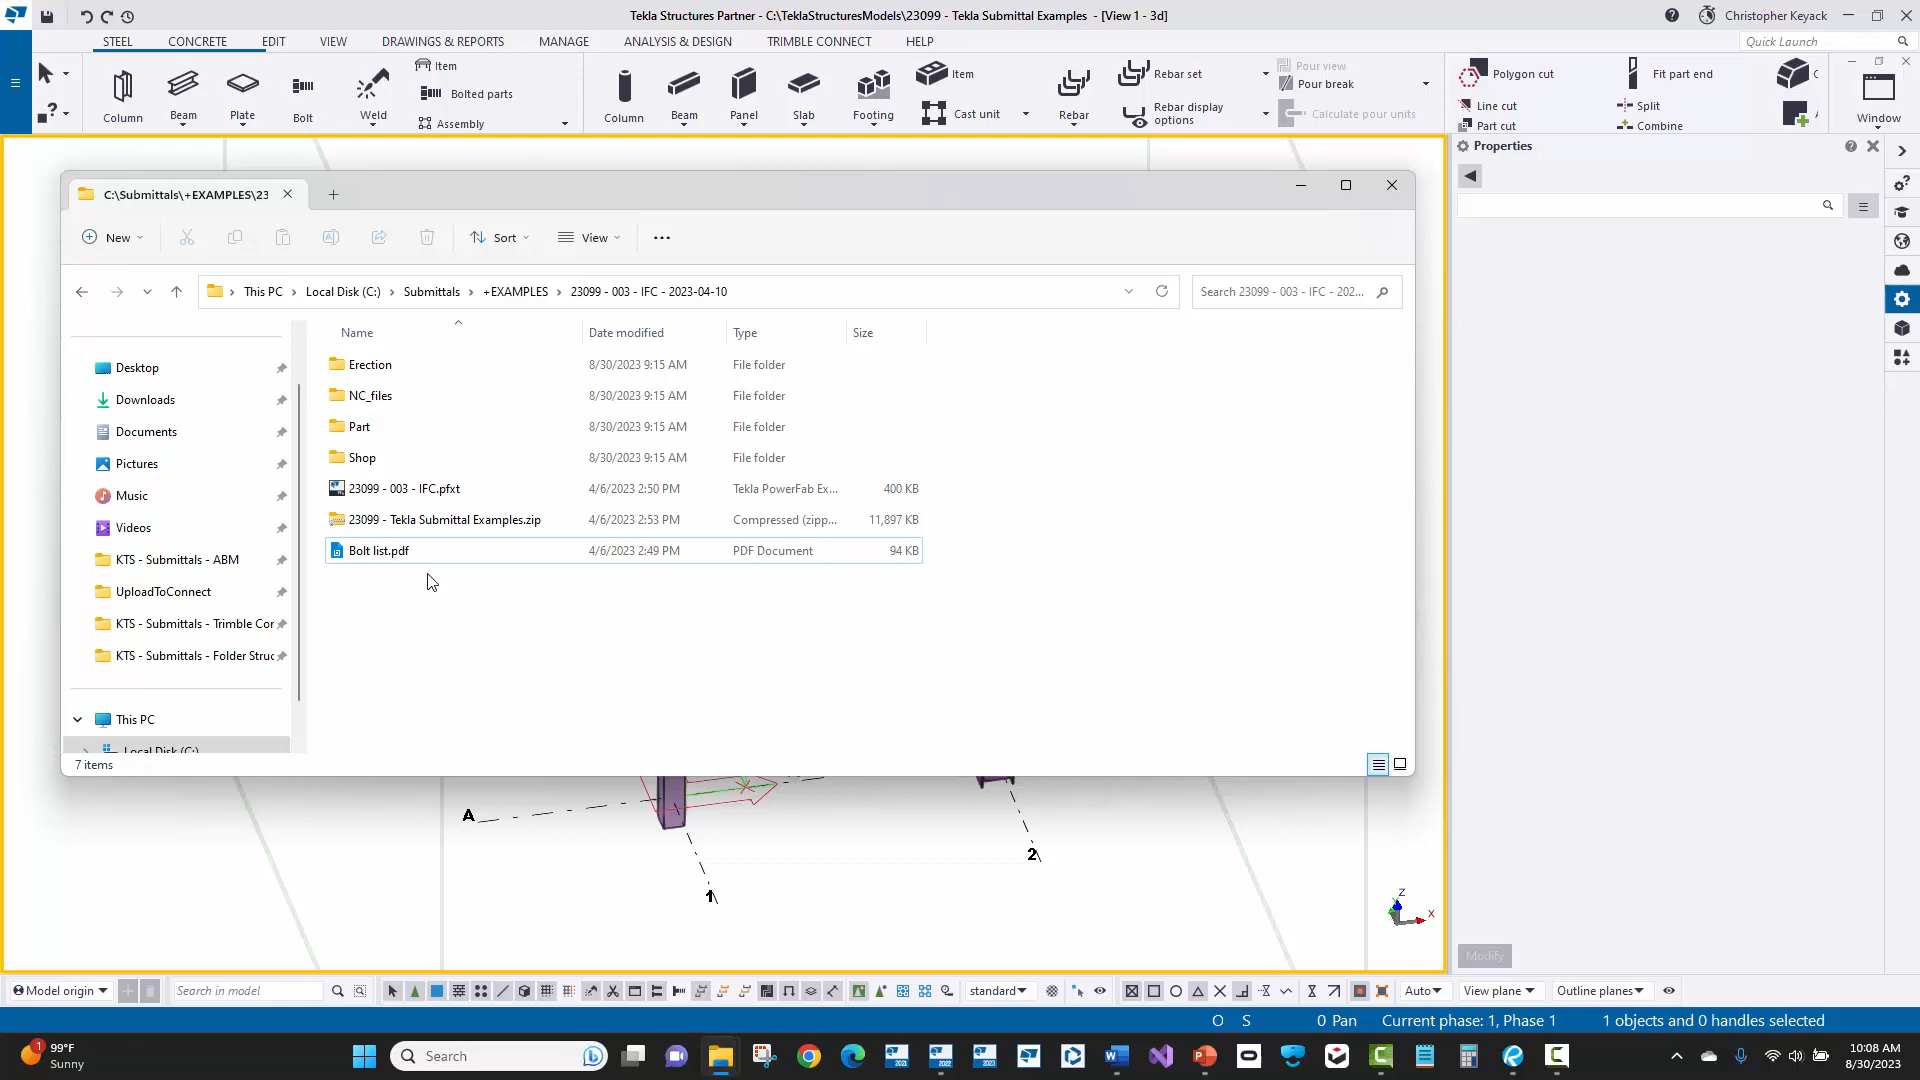 Tekla Structures Partner - C:\TeklaStructuresModels\23099 - Tekla Submittal Examples - [View 1 - 3d]
Christopher Keyack
STEEL CONCRETE EDIT VIEW DRAWINGS & REPORTS MANAGE ANALYSIS & DESIGN TRIMBLE CONNECT HELP
Quick Launch
Column Beam Plate Bolt Weld
Item
Bolted parts
Assembly
Column Beam Panel Slab Footing
Item
Cast unit
Rebar
Rebar set
Rebar display
options
Pour view
Pour break
Calculate pour units
Polygon cut
Line cut
Part cut
Fit part end
Split
Combine
Window
Properties
C:\Submittals\+EXAMPLES\23
New Sort View
This PC > Local Disk (C:) > Submittals > +EXAMPLES > 23099 - 003 - IFC - 2023-04-10
Search 23099 - 003 - IFC - 202...
Name Date modified Type Size
Erection 8/30/2023 9:15 AM File folder
NC_files 8/30/2023 9:15 AM File folder
Part 8/30/2023 9:15 AM File folder
Shop 8/30/2023 9:15 AM File folder
23099 - 003 - IFC.pfxt 4/6/2023 2:50 PM Tekla PowerFab Ex... 400 KB
23099 - Tekla Submittal Examples.zip 4/6/2023 2:53 PM Compressed (zipp... 11,897 KB
Bolt list.pdf 4/6/2023 2:49 PM PDF Document 94 KB
Desktop
Downloads
Documents
Pictures
Music
Videos
KTS - Submittals - ABM
UploadToConnect
KTS - Submittals - Trimble Cor
KTS - Submittals - Folder Struc
This PC
Local Disk (C:)
7 items
A
1
2
Z
X
Modify
Model origin
Search in model
standard
Auto
View plane
Outline planes
O S 0 Pan Current phase: 1, Phase 1 1 objects and 0 handles selected
1
99°F
Sunny
Search
2021
2022
2023
10:08 AM
8/30/2023